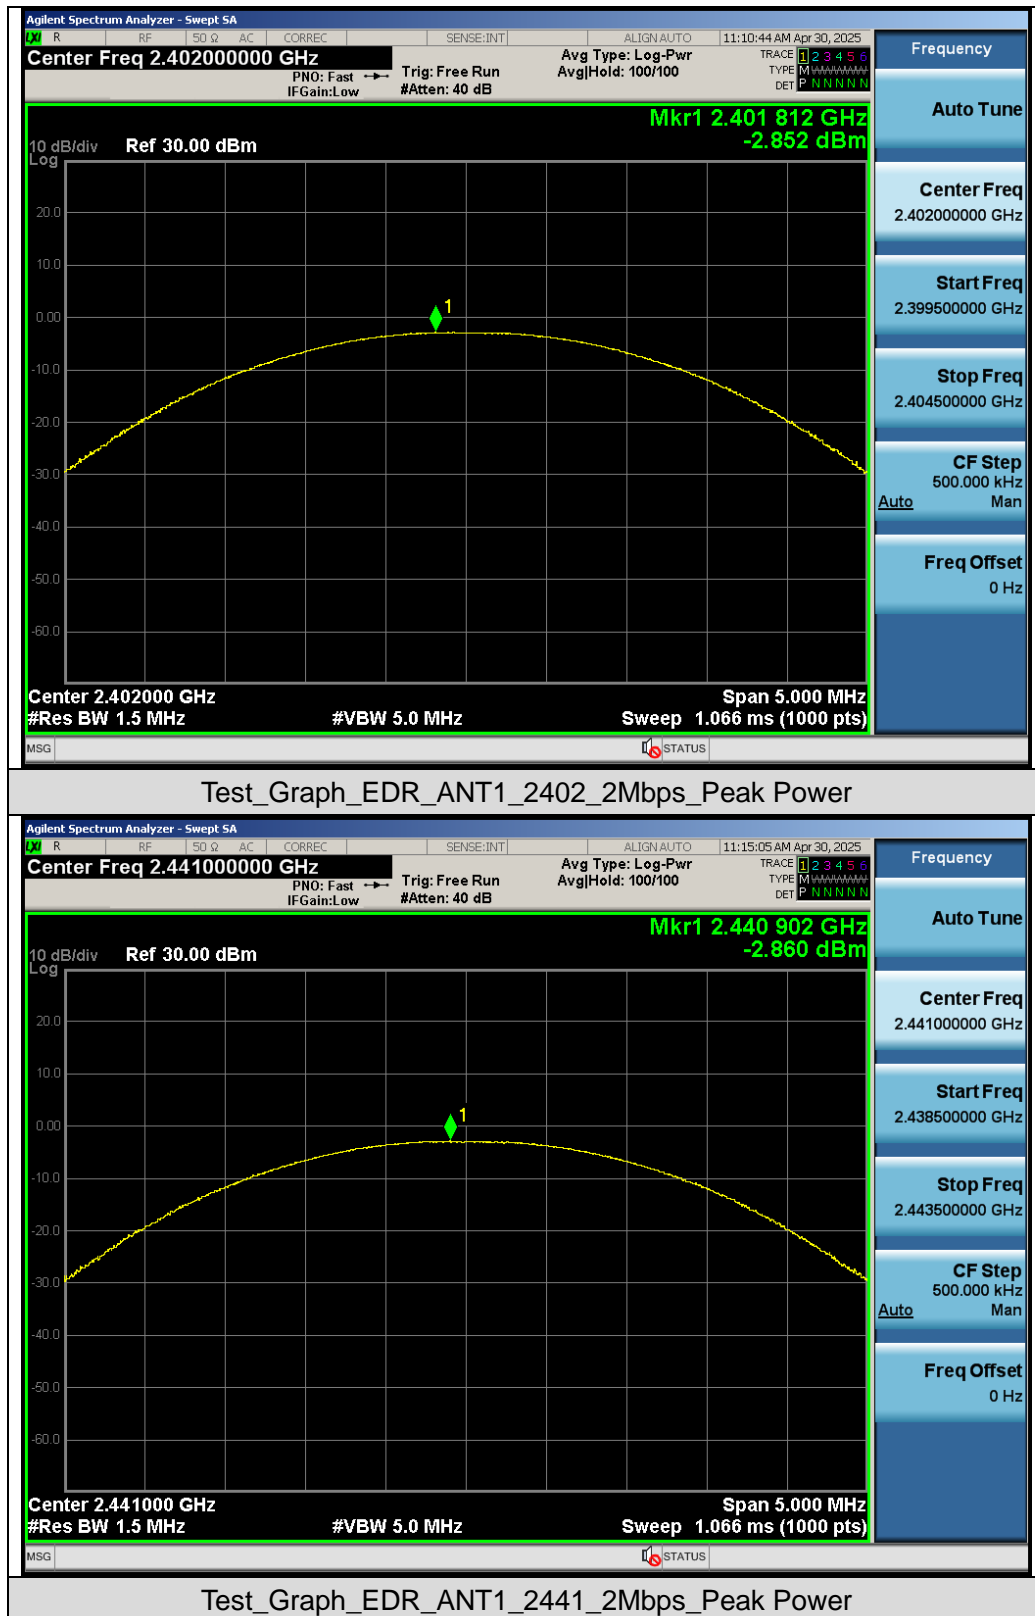 Agilent Spectrum Analyzer - Swept SA
LXI R RF 50 Ω AC CORREC SENSE:INT ALIGN AUTO 11:10:44 AM Apr 30, 2025
Center Freq 2.402000000 GHz
PNO: Fast
IFGain:Low
Trig: Free Run
#Atten: 40 dB
Avg Type: Log-Pwr
Avg|Hold: 100/100
TRACE 1 2 3 4 5 6
TYPE M W W W W W
DET P N N N N N
Mkr1 2.401 812 GHz
-2.852 dBm
10 dB/div
Log
Ref 30.00 dBm
20.0
10.0
0.00
-10.0
-20.0
-30.0
-40.0
-50.0
-60.0
1
Center 2.402000 GHz
#Res BW 1.5 MHz
#VBW 5.0 MHz
Span 5.000 MHz
Sweep 1.066 ms (1000 pts)
MSG
STATUS
Frequency
Auto Tune
Center Freq
2.402000000 GHz
Start Freq
2.399500000 GHz
Stop Freq
2.404500000 GHz
CF Step
500.000 kHz
Auto Man
Freq Offset
0 Hz
Test_Graph_EDR_ANT1_2402_2Mbps_Peak Power
Agilent Spectrum Analyzer - Swept SA
LXI R RF 50 Ω AC CORREC SENSE:INT ALIGN AUTO 11:15:05 AM Apr 30, 2025
Center Freq 2.441000000 GHz
PNO: Fast
IFGain:Low
Trig: Free Run
#Atten: 40 dB
Avg Type: Log-Pwr
Avg|Hold: 100/100
TRACE 1 2 3 4 5 6
TYPE M W W W W W
DET P N N N N N
Mkr1 2.440 902 GHz
-2.860 dBm
10 dB/div
Log
Ref 30.00 dBm
20.0
10.0
0.00
-10.0
-20.0
-30.0
-40.0
-50.0
-60.0
1
Center 2.441000 GHz
#Res BW 1.5 MHz
#VBW 5.0 MHz
Span 5.000 MHz
Sweep 1.066 ms (1000 pts)
MSG
STATUS
Frequency
Auto Tune
Center Freq
2.441000000 GHz
Start Freq
2.438500000 GHz
Stop Freq
2.443500000 GHz
CF Step
500.000 kHz
Auto Man
Freq Offset
0 Hz
Test_Graph_EDR_ANT1_2441_2Mbps_Peak Power